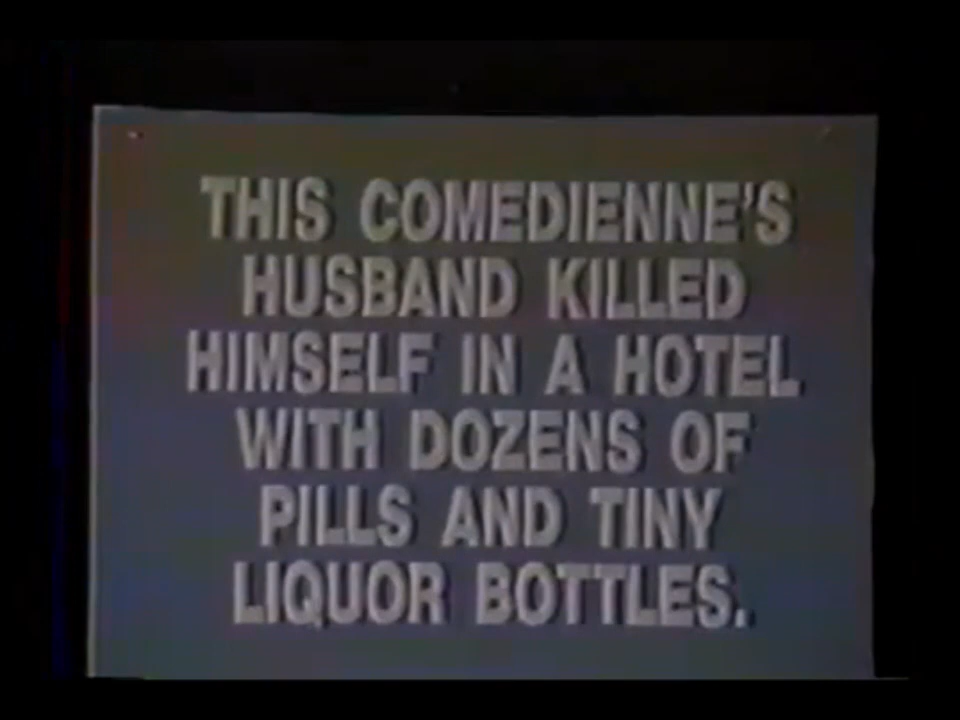 THIS COMEDIENNE'S
HUSBAND KILLED
HIMSELF IN A HOTEL
WITH DOZENS OF
PILLS AND TINY
LIQUOR BOTTLES.